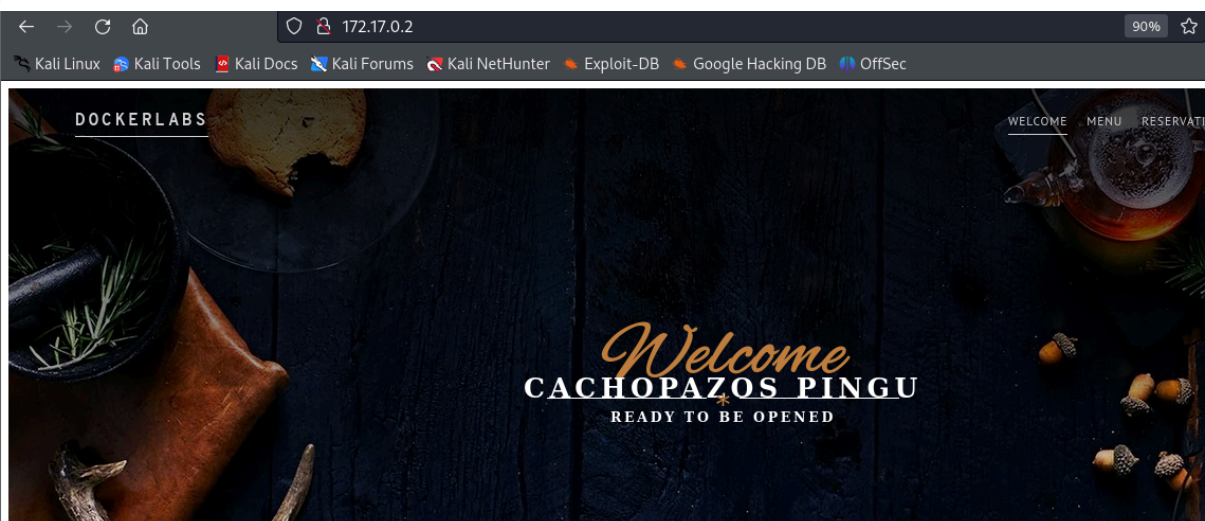 172.17.0.2
90%
Kali Linux Kali Tools Kali Docs Kali Forums Kali NetHunter Exploit-DB Google Hacking DB OffSec
DOCKERLABS
WELCOME MENU RESERVATI
Welcome
CACHOPAZOS PINGU
*
READY TO BE OPENED